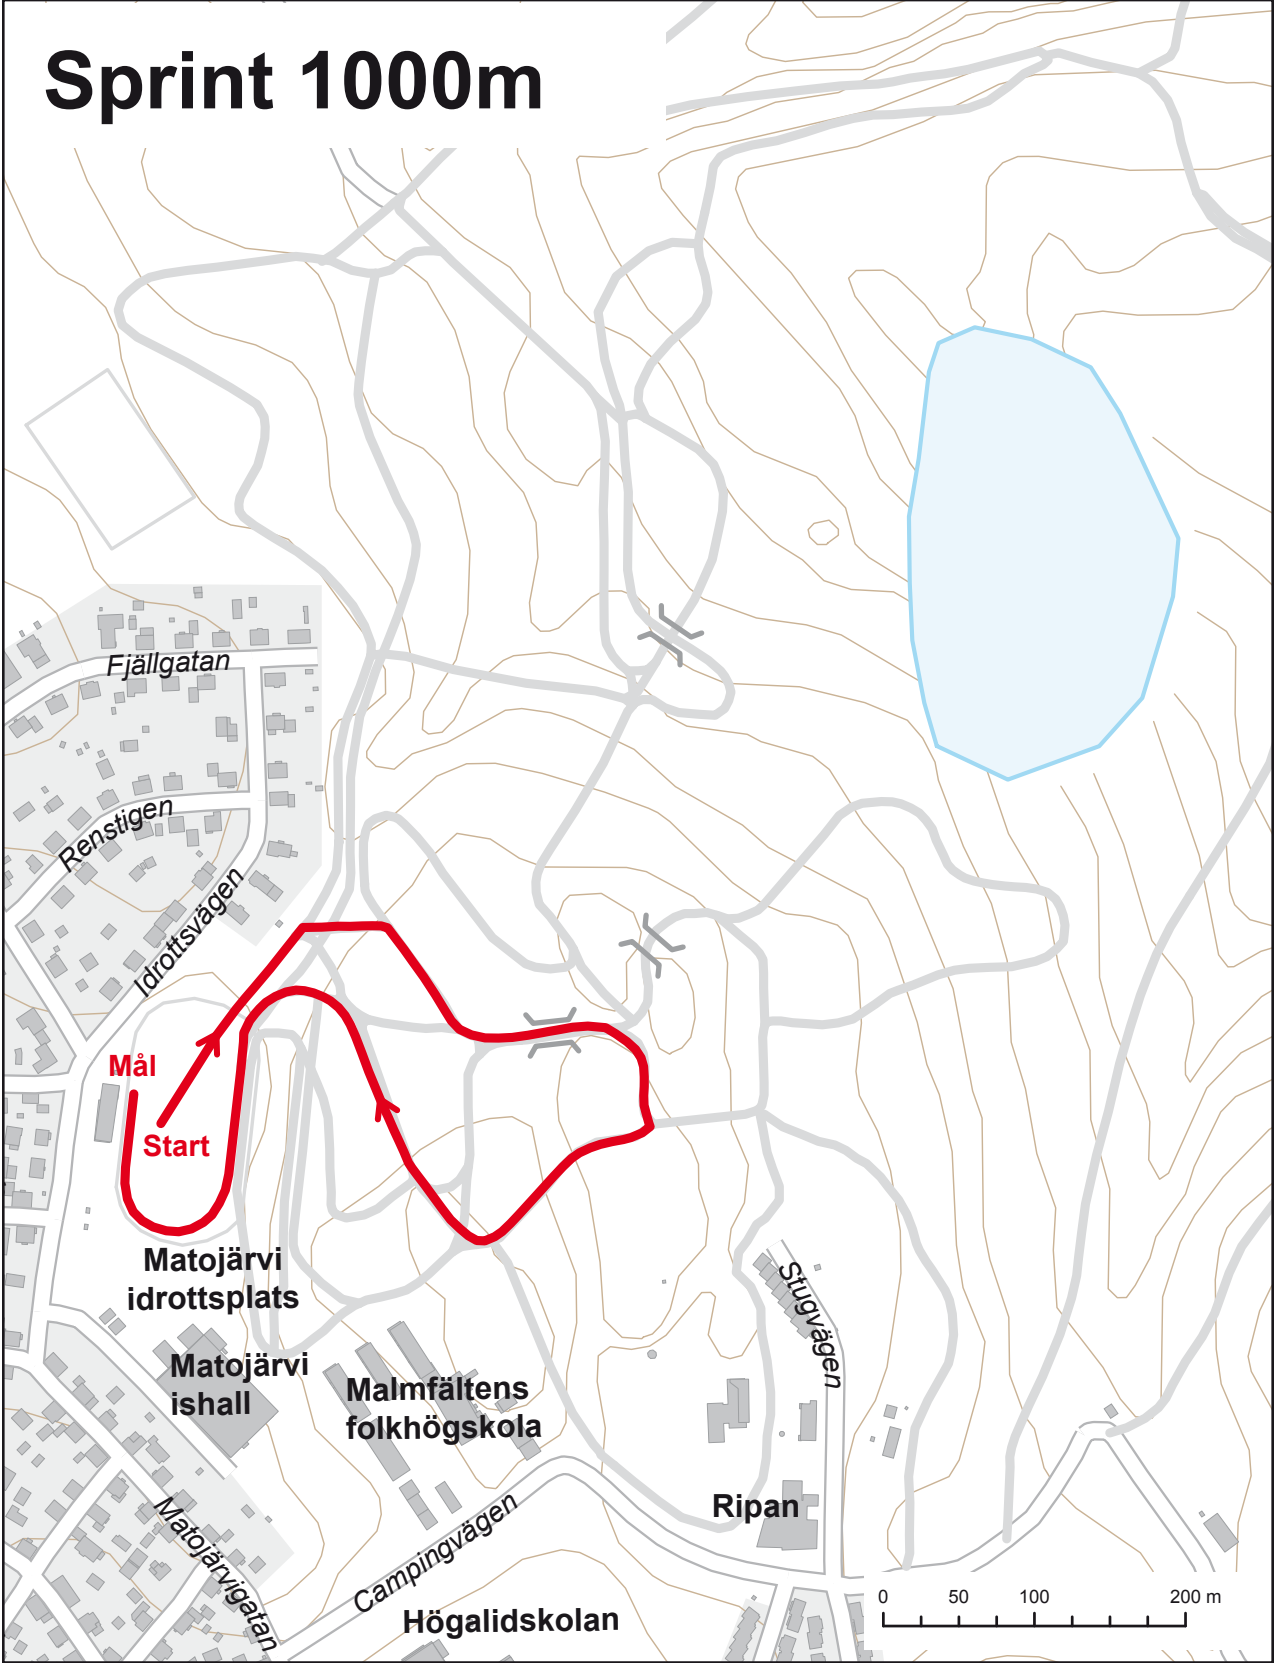 Sprint 1000m
Fjällgatan
Renstigen
Idrottsvägen
Mål
Start
Matojärvi
idrottsplats
Matojärvi
ishall
Malmfältens
folkhögskola
Stugvägen
Ripan
Matojärvigatan
Campingvägen
Högalidskolan
0 50 100 200 m